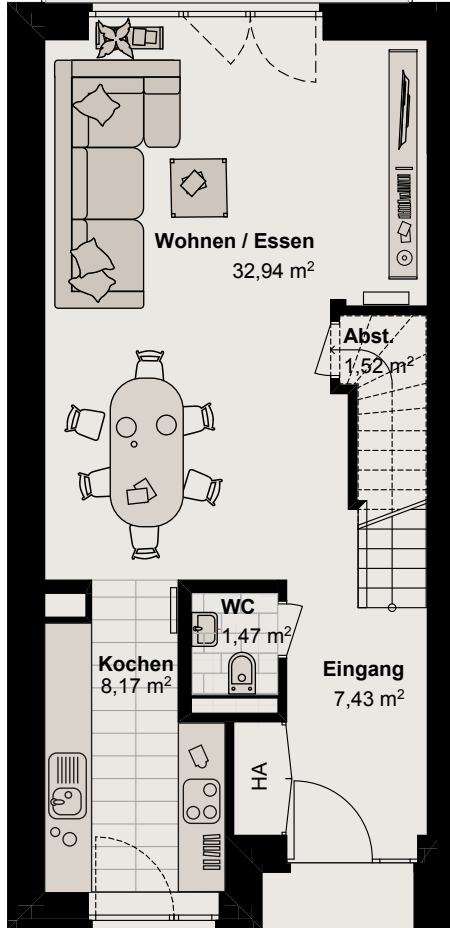 Wohnen / Essen
32,94 m²
Abst.
1,52 m²
WC
1,47 m²
Kochen
8,17 m²
Eingang
7,43 m²
HA